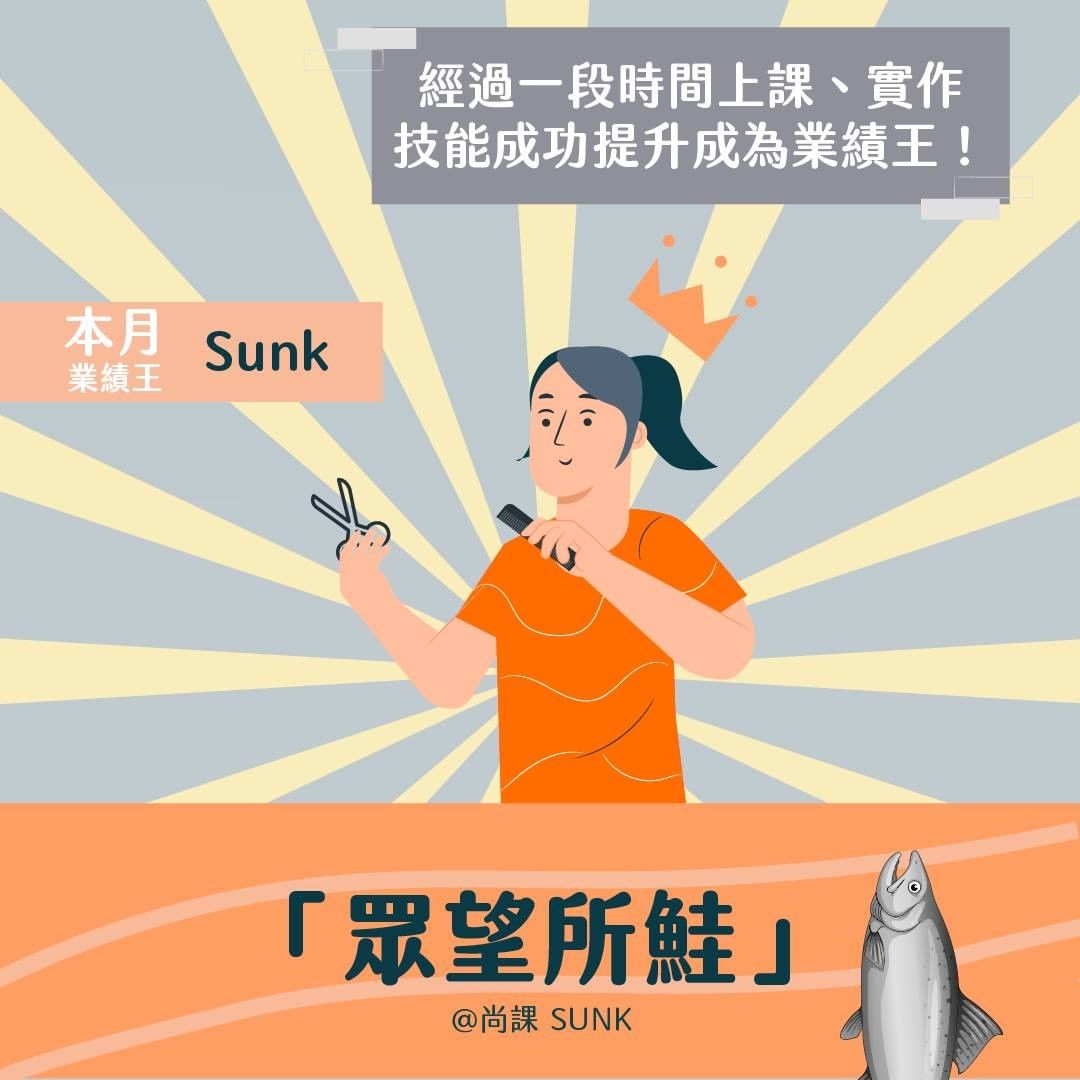 經過一段時間上課、實作
技能成功提升成為業績王！
本月
業績王
Sunk
「眾望所鮭」
@尚課 SUNK